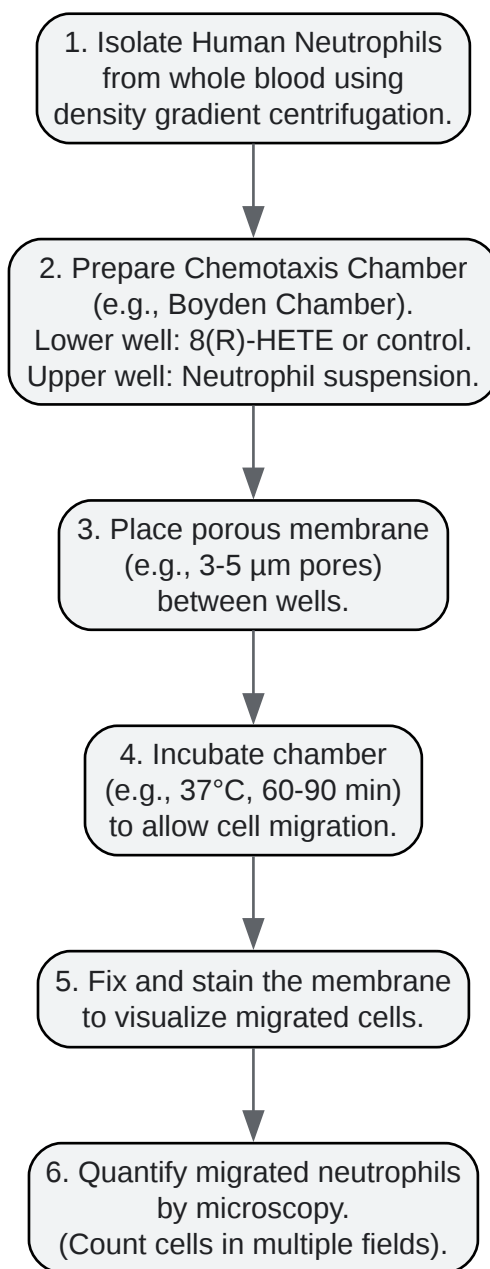 1. Isolate Human Neutrophils
from whole blood using
density gradient centrifugation.
2. Prepare Chemotaxis Chamber
(e.g., Boyden Chamber).
Lower well: 8(R)-HETE or control.
Upper well: Neutrophil suspension.
3. Place porous membrane
(e.g., 3-5 µm pores)
between wells.
4. Incubate chamber
(e.g., 37°C, 60-90 min)
to allow cell migration.
5. Fix and stain the membrane
to visualize migrated cells.
6. Quantify migrated neutrophils
by microscopy.
(Count cells in multiple fields).